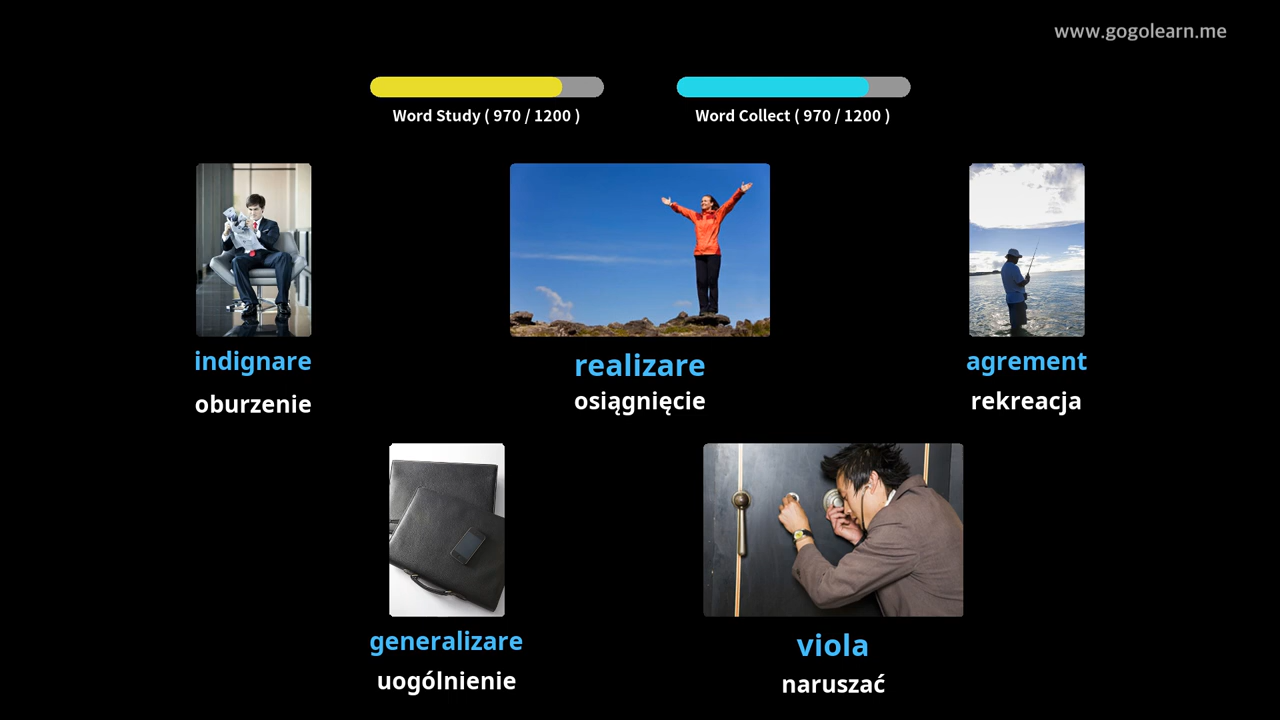 www.gogolearn.me
Word Study ( 970 / 1200 )
Word Collect ( 970 / 1200 )
indignare
oburzenie
realizare
osiągnięcie
agrement
rekreacja
generalizare
uogólnienie
viola
naruszać